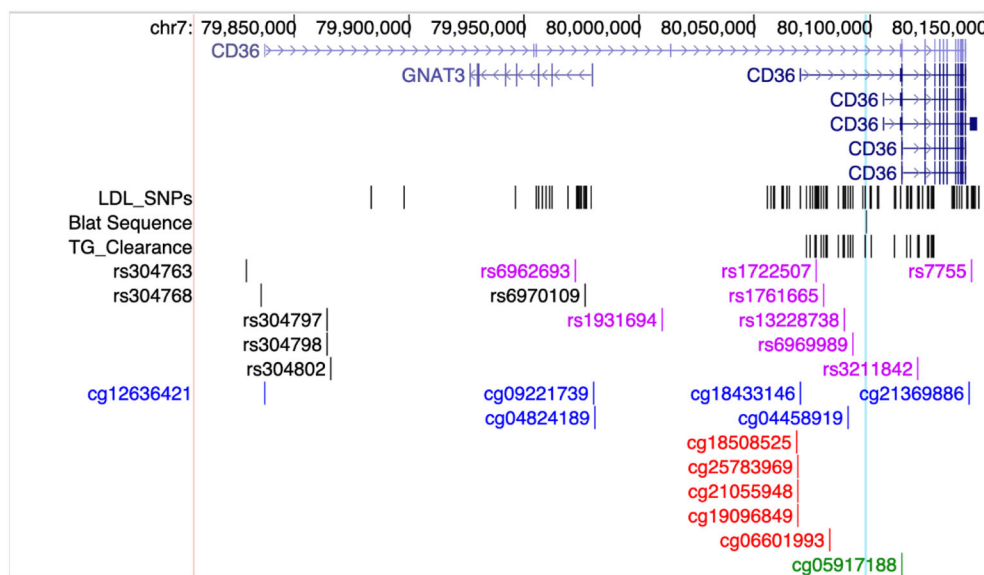 chr7: 79,850,000 79,900,000 79,950,000 80,000,000 80,050,000 80,100,000 80,150,000
CD36
GNAT3 CD36
CD36
CD36
CD36
CD36
LDL_SNPs
Blat Sequence
TG_Clearance
rs304763 rs6962693 rs1722507 rs7755
rs304768 rs6970109 rs1761665
rs304797 rs1931694 rs13228738
rs304798 rs6969989
rs304802 rs3211842
cg12636421 cg09221739 cg18433146 cg21369886
cg04824189 cg04458919
cg18508525
cg25783969
cg21055948
cg19096849
cg06601993
cg05917188